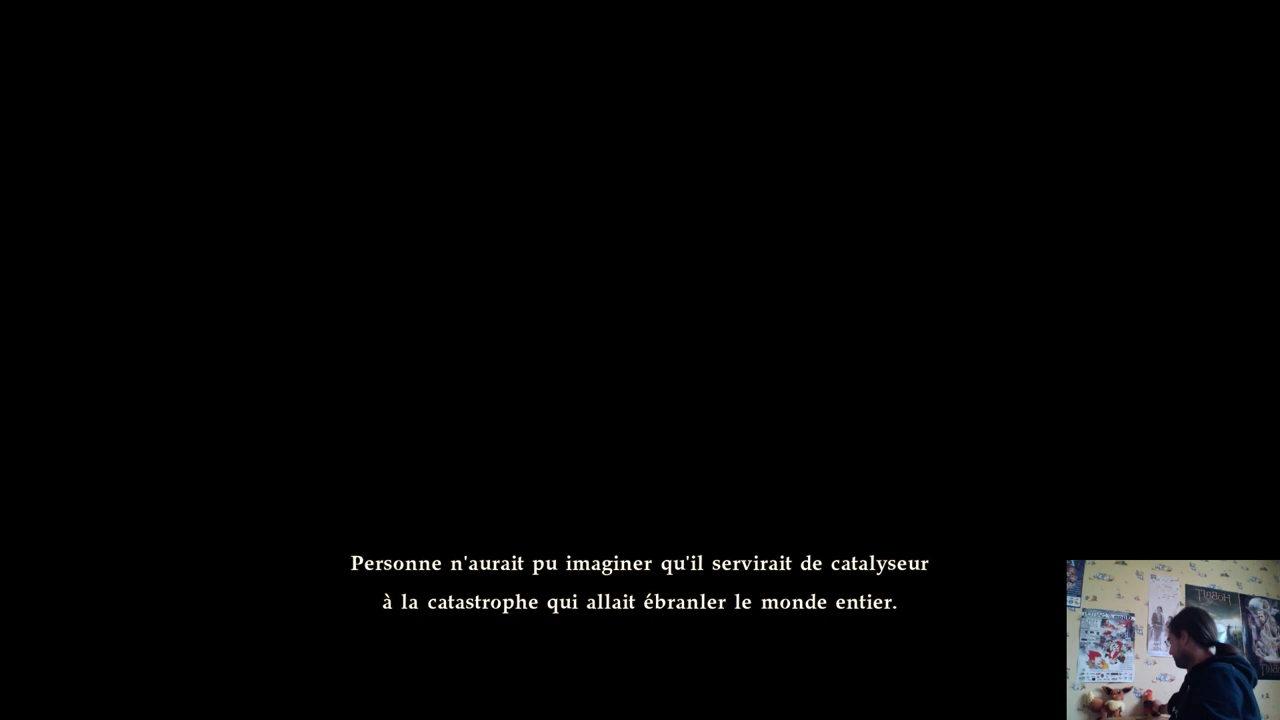 Personne n'aurait pu imaginer qu'il servirait de catalyseur
à la catastrophe qui allait ébranler le monde entier.